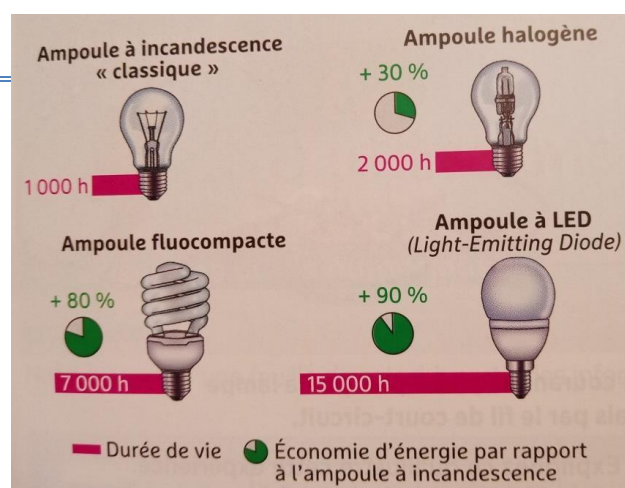 Ampoule à incandescence
« classique »
1 000 h
Ampoule halogène
+ 30 %
2 000 h
Ampoule fluocompacte
+ 80 %
7 000 h
Ampoule à LED
(Light-Emitting Diode)
+ 90 %
15 000 h
Durée de vie
Économie d'énergie par rapport
à l'ampoule à incandescence